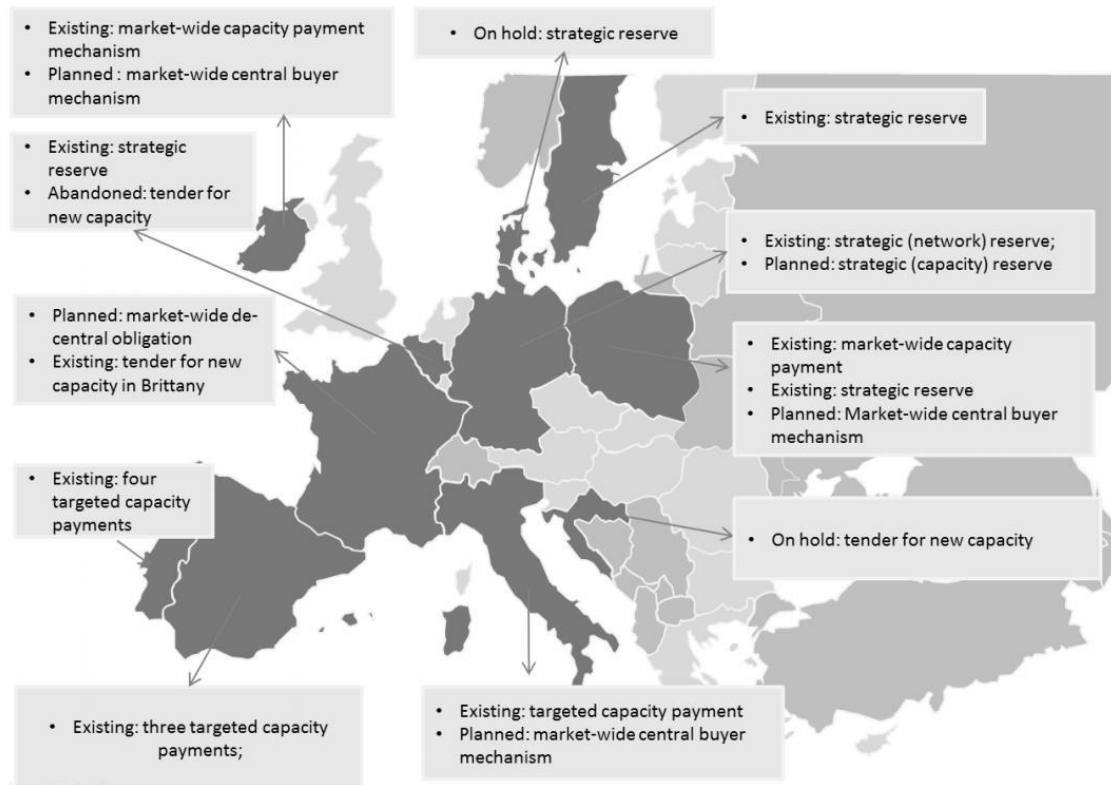 • Existing: market-wide capacity payment
mechanism
• Planned : market-wide central buyer
mechanism
• On hold: strategic reserve
• Existing: strategic reserve
• Existing: strategic
reserve
• Abandoned: tender for
new capacity
• Existing: strategic (network) reserve;
• Planned: strategic (capacity) reserve
• Planned: market-wide de-
central obligation
• Existing: tender for new
capacity in Brittany
• Existing: market-wide capacity
payment
• Existing: strategic reserve
• Planned: Market-wide central buyer
mechanism
• Existing: four
targeted capacity
payments
• On hold: tender for new capacity
• Existing: three targeted capacity
payments;
• Existing: targeted capacity payment
• Planned: market-wide central buyer
mechanism